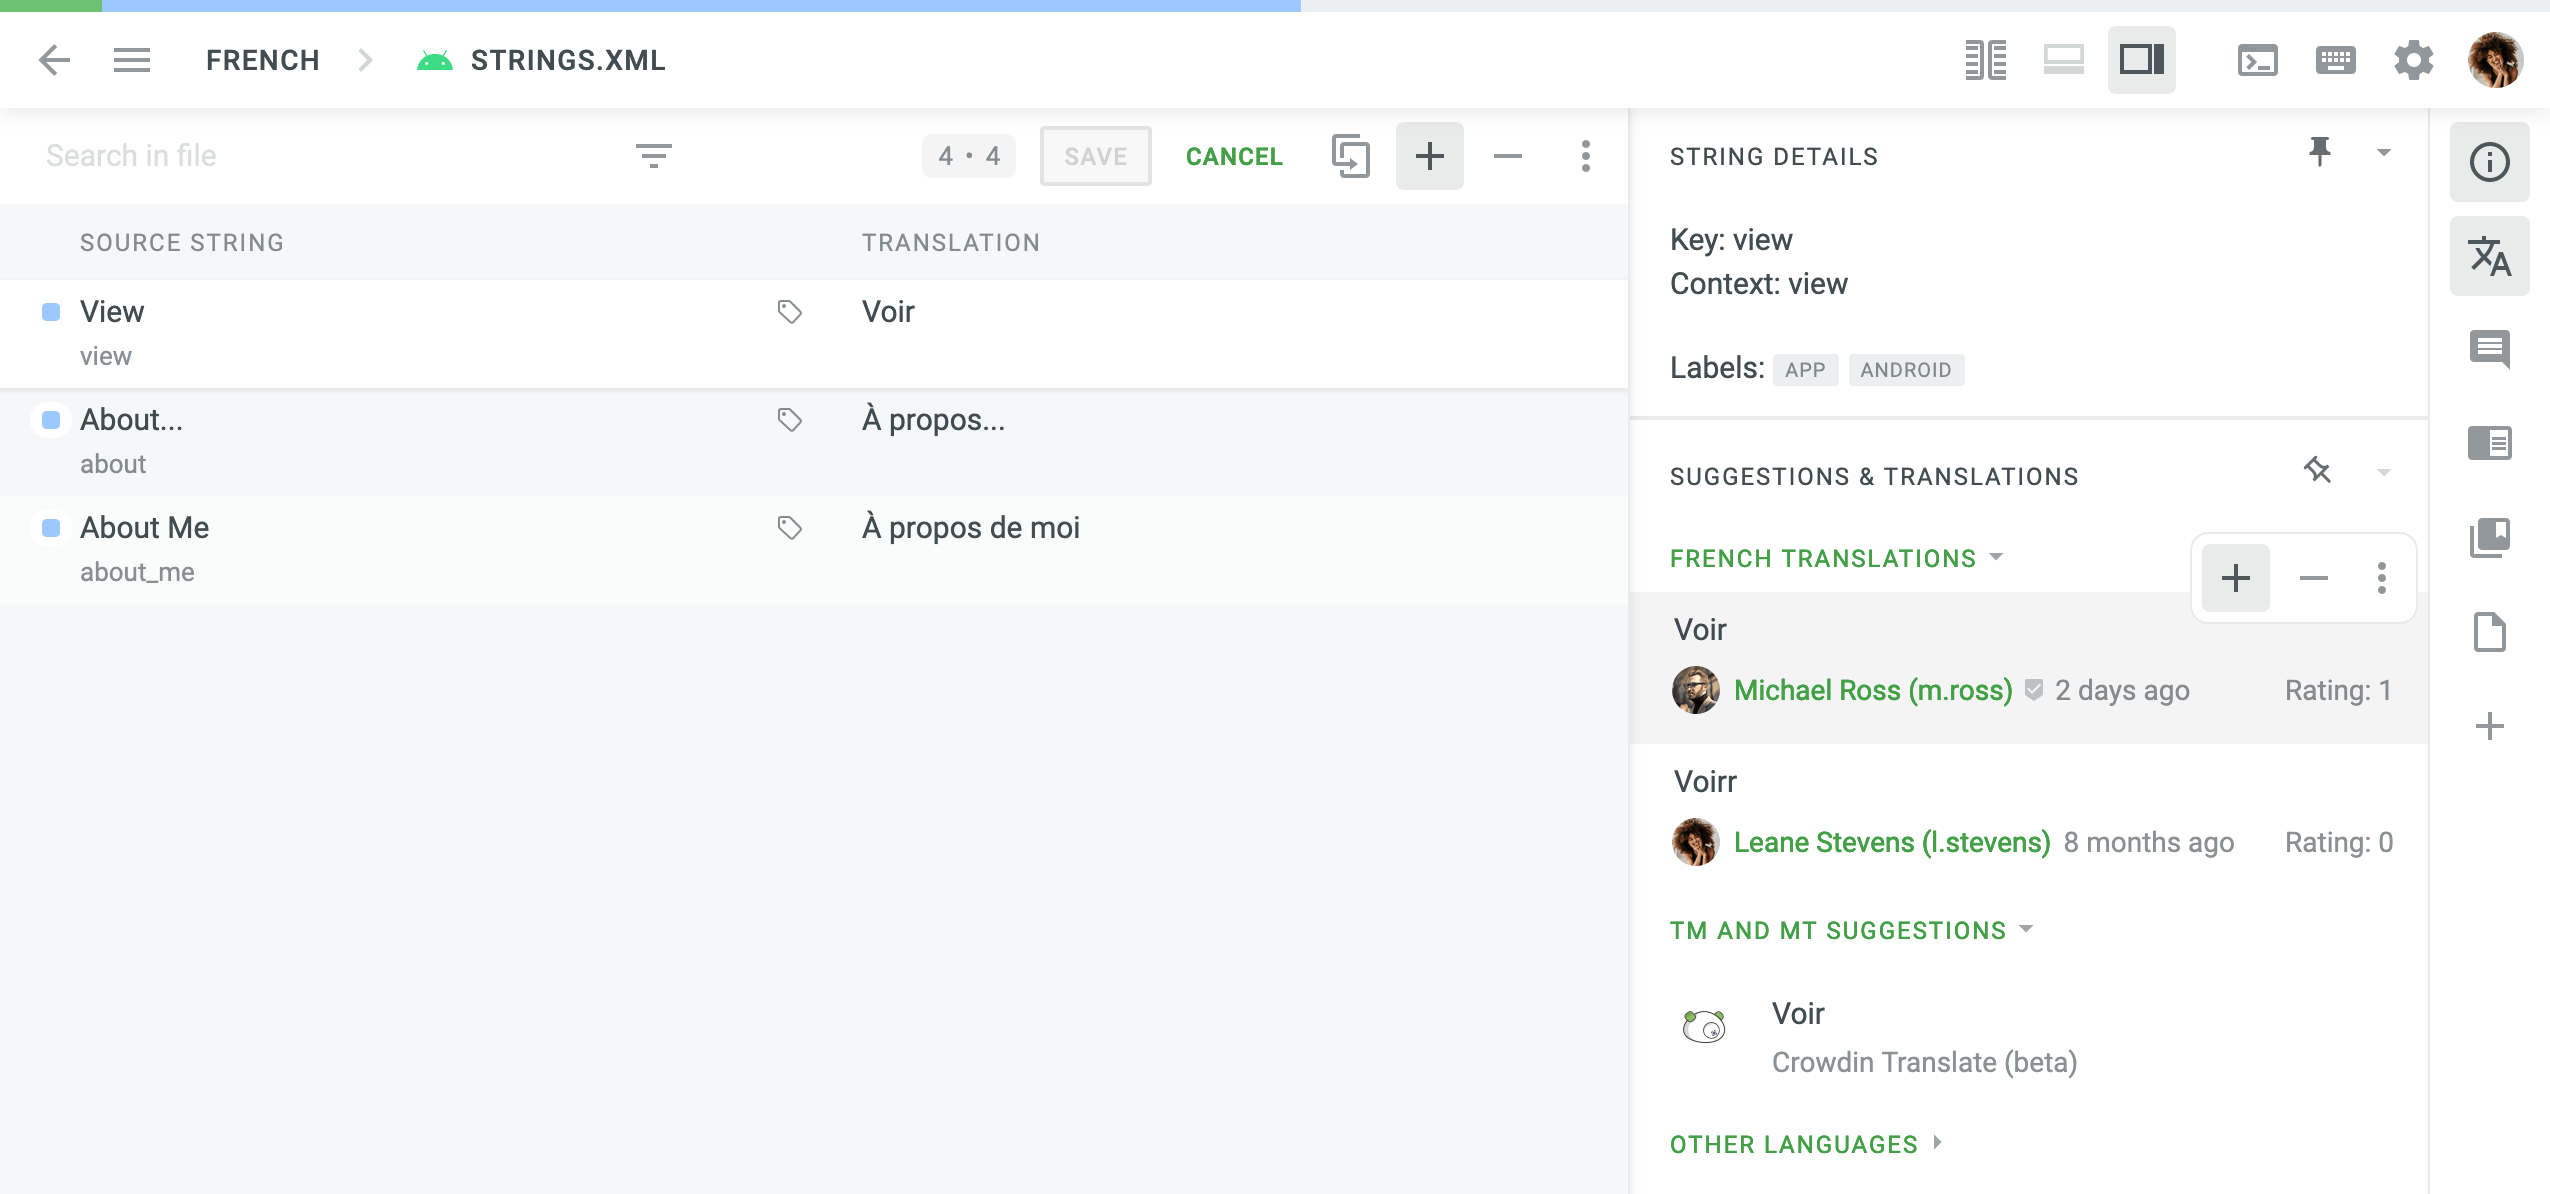 FRENCH
STRINGS.XML
Search in file
4 • 4
SAVE
CANCEL
SOURCE STRING
TRANSLATION
View
Voir
view
About...
À propos...
about
About Me
À propos de moi
about_me
STRING DETAILS
Key: view
Context: view
Labels: APP ANDROID
SUGGESTIONS & TRANSLATIONS
FRENCH TRANSLATIONS
Voir
Michael Ross (m.ross) 2 days ago Rating: 1
Voirr
Leane Stevens (l.stevens) 8 months ago Rating: 0
TM AND MT SUGGESTIONS
Voir
Crowdin Translate (beta)
OTHER LANGUAGES